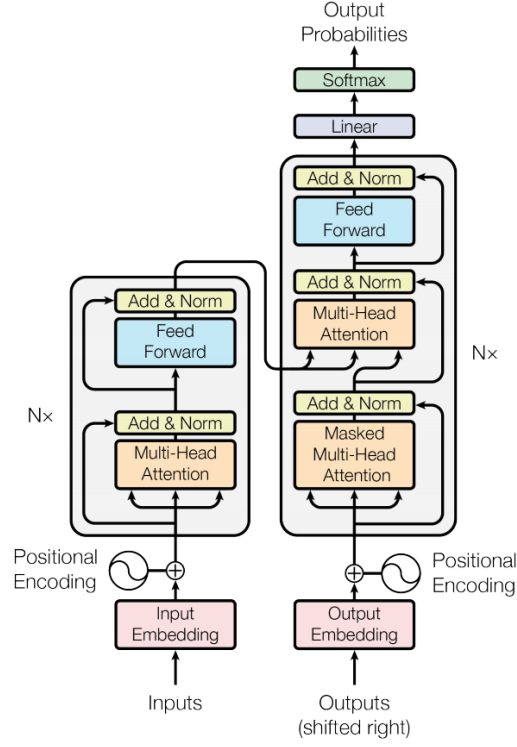 Output
Probabilities
Softmax
Linear
Add & Norm
Feed
Forward
Add & Norm
Multi-Head
Attention
Add & Norm
Masked
Multi-Head
Attention
N×
Add & Norm
Feed
Forward
Add & Norm
Multi-Head
Attention
N×
Positional
Encoding
Positional
Encoding
Input
Embedding
Output
Embedding
Inputs
Outputs
(shifted right)